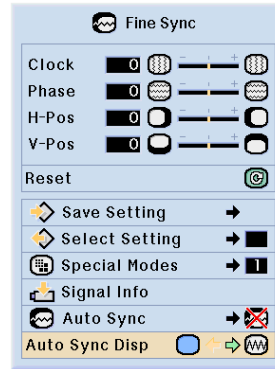 Fine Sync
Clock 0
Phase 0
H-Pos 0
V-Pos 0
Reset
Save Setting
Select Setting
Special Modes 1
Signal Info
Auto Sync
Auto Sync Disp